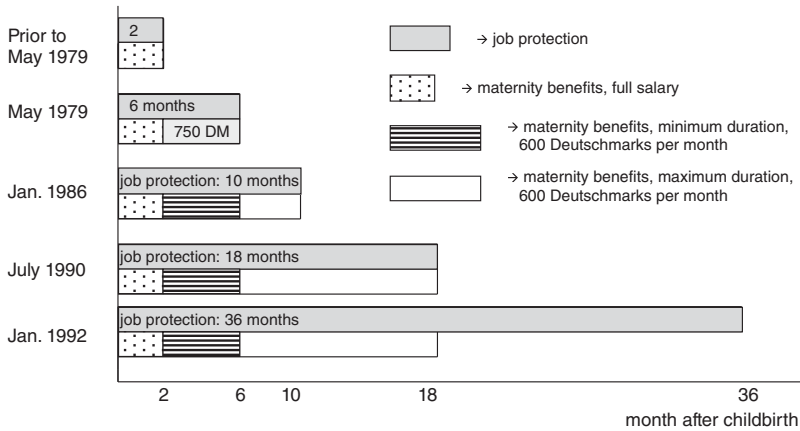 Prior to
May 1979
2
→ job protection
→ maternity benefits, full salary
May 1979
6 months
750 DM
→ maternity benefits, minimum duration,
600 Deutschmarks per month
→ maternity benefits, maximum duration,
600 Deutschmarks per month
Jan. 1986
job protection: 10 months
July 1990
job protection: 18 months
Jan. 1992
job protection: 36 months
2 6 10 18 36
month after childbirth